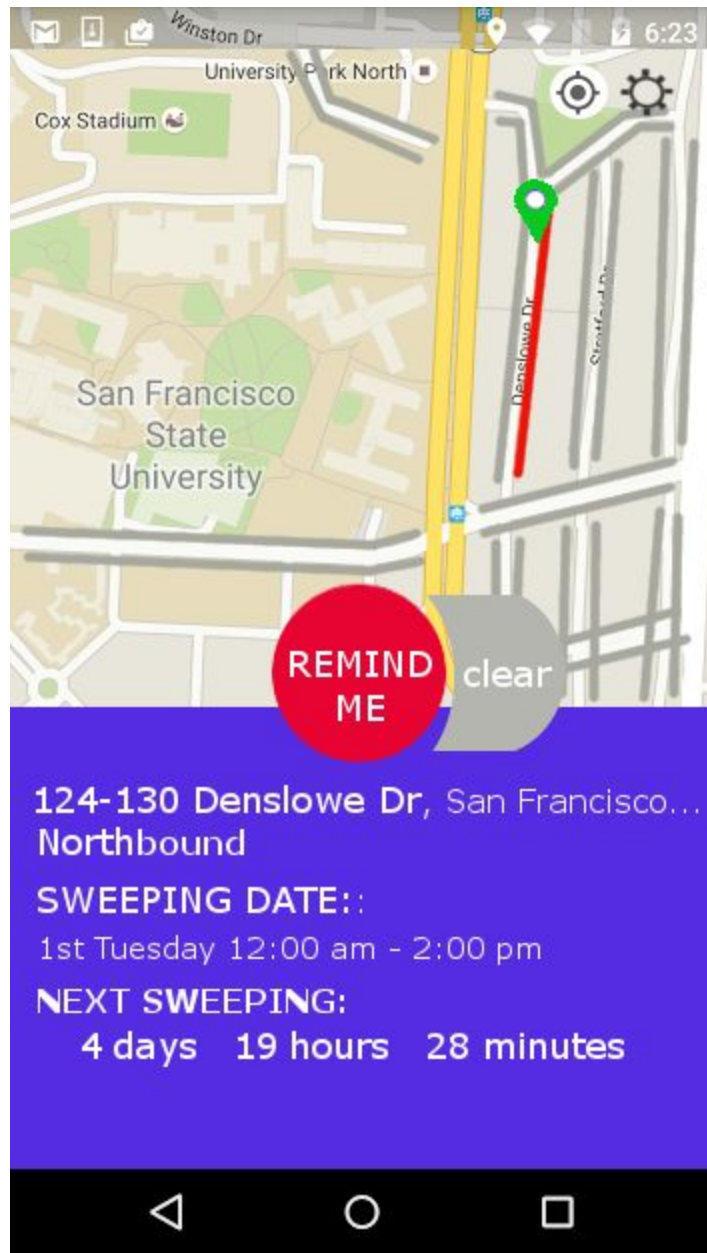 6:23
Winston Dr
University Park North
Cox Stadium
Denslowe Dr
Stratford Dr
San Francisco
State
University
REMIND
ME
clear
124-130 Denslowe Dr, San Francisco...
Northbound
SWEEPING DATE::
1st Tuesday 12:00 am - 2:00 pm
NEXT SWEEPING:
4 days 19 hours 28 minutes